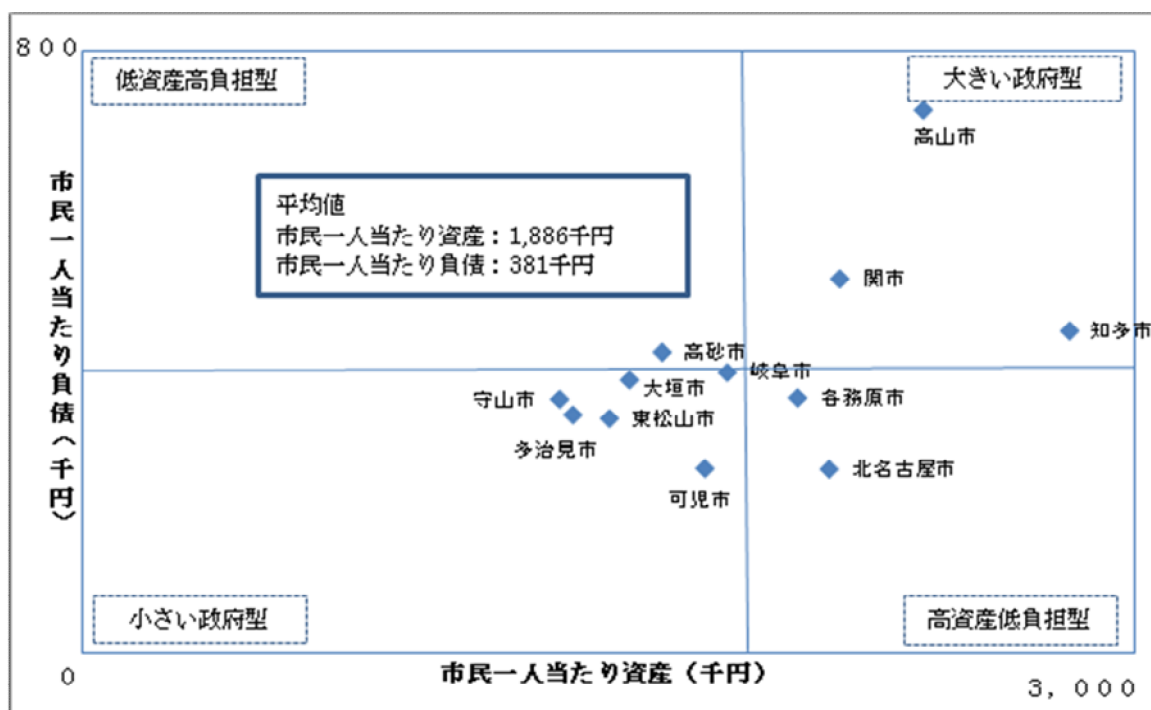 800
低資産高負担型
大きい政府型
高山市
平均値
市民一人当たり資産：1,886千円
市民一人当たり負債：381千円
市民一人当たり負債（千円）
関市
知多市
高砂市
岐阜市
大垣市
各務原市
守山市
東松山市
多治見市
北名古屋市
可児市
小さい政府型
高資産低負担型
0
市民一人当たり資産（千円）
3，000